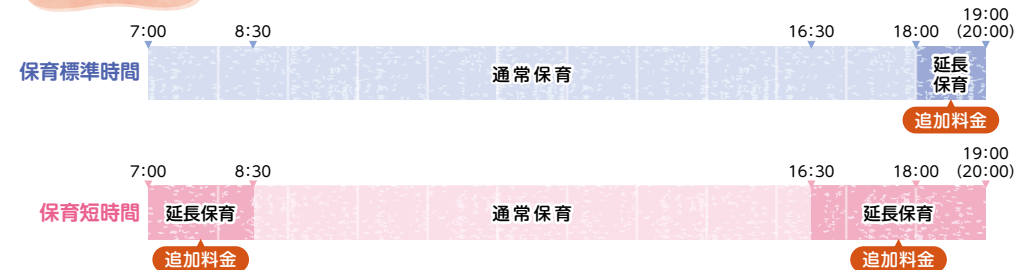 19:00
7:00 8:30 16:30 18:00 (20:00)
保育標準時間 通常保育 延長
保育
追加料金
19:00
7:00 8:30 16:30 18:00 (20:00)
保育短時間 延長保育 通常保育 延長保育
追加料金 追加料金